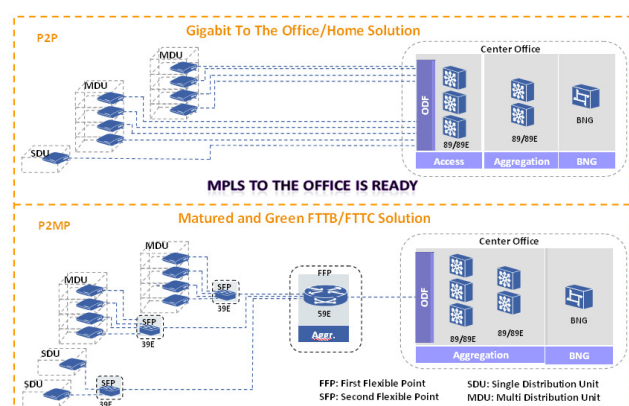 Gigabit To The Office/Home Solution
P2P
MDU
MDU
SDU
Center Office
ODF
89/89E
89/89E
BNG
Access
Aggregation
BNG
MPLS TO THE OFFICE IS READY
Matured and Green FTTB/FTTC Solution
P2MP
MDU
MDU
SDU
SDU
SFP
39E
SFP
39E
SFP
39E
FFP
59E
Aggr.
Center Office
ODF
89/89E
89/89E
BNG
Aggregation
BNG
FFP: First Flexible Point
SDU: Single Distribution Unit
SFP: Second Flexible Point
MDU: Multi Distribution Unit